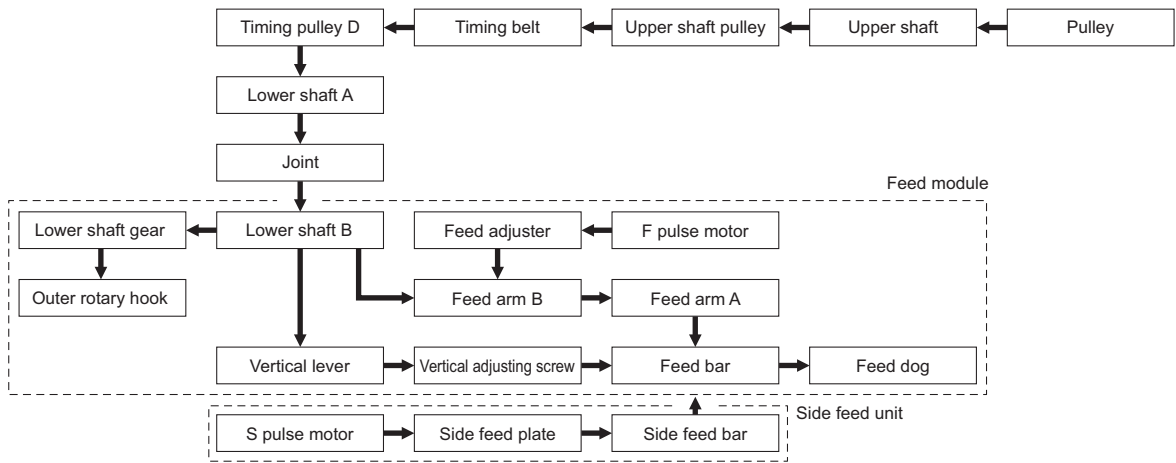 Timing pulley D
Timing belt
Upper shaft pulley
Upper shaft
Pulley
Lower shaft A
Joint
Feed module
Lower shaft gear
Lower shaft B
Feed adjuster
F pulse motor
Outer rotary hook
Feed arm B
Feed arm A
Vertical lever
Vertical adjusting screw
Feed bar
Feed dog
Side feed unit
S pulse motor
Side feed plate
Side feed bar